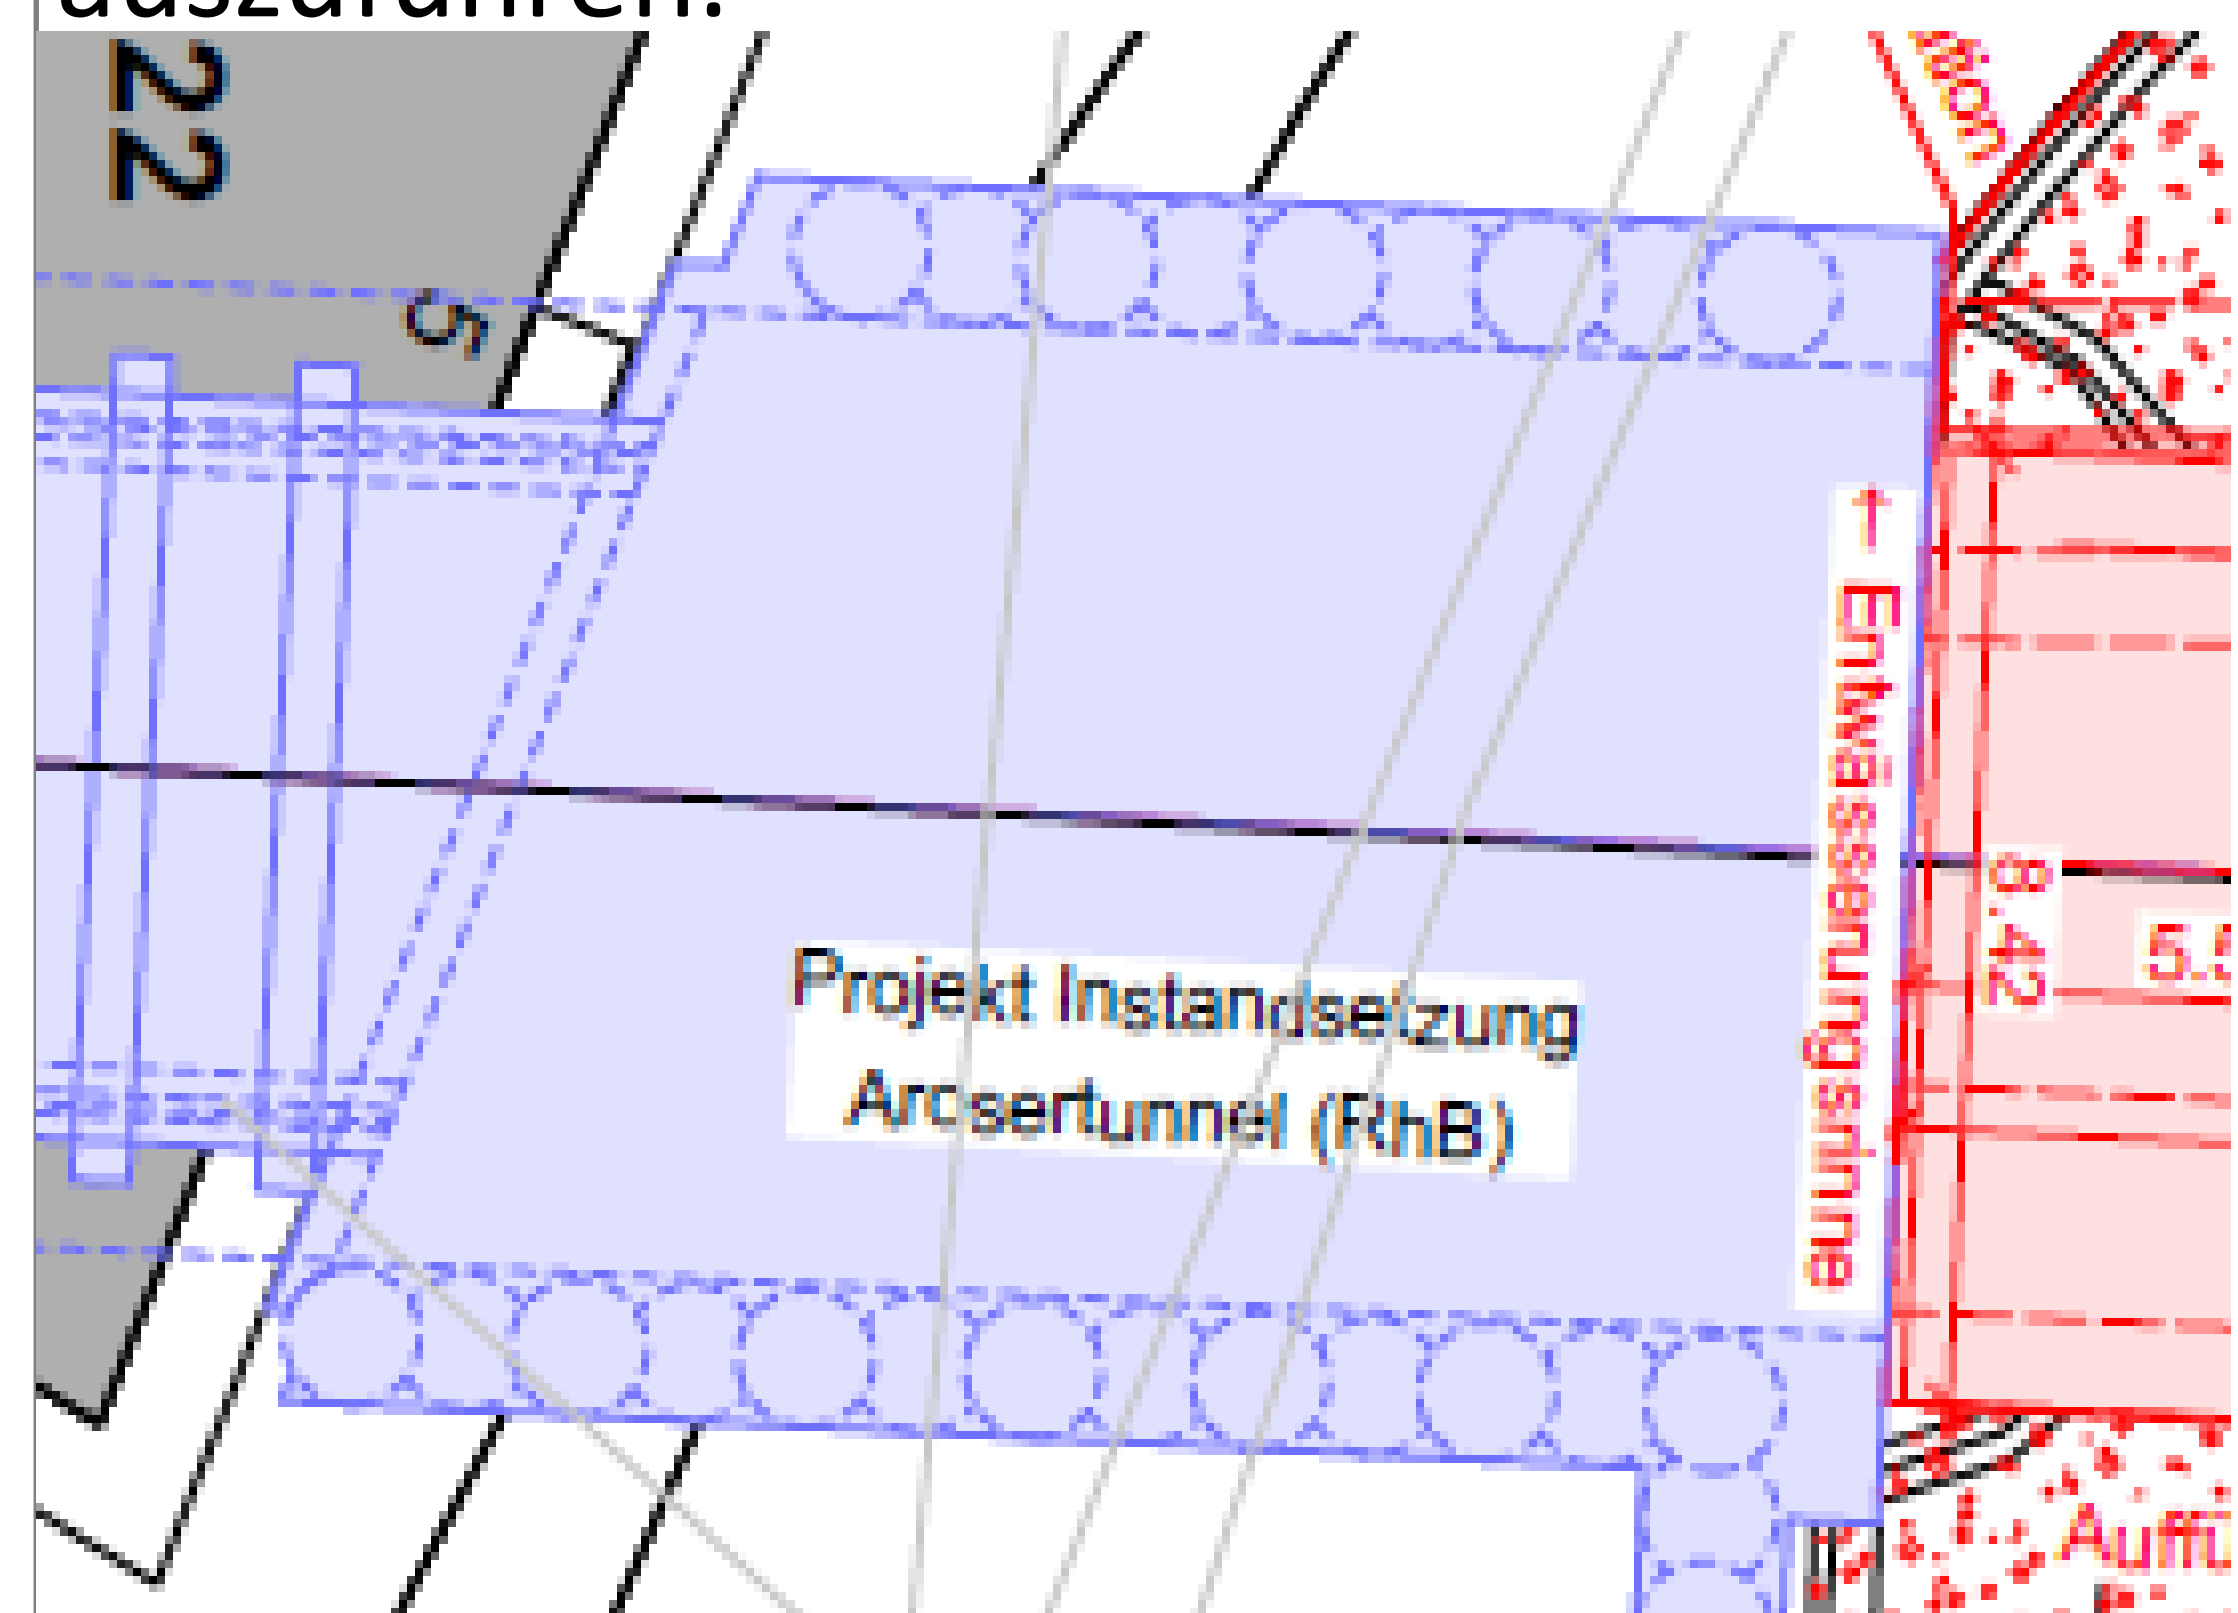 auszuführen.
22
5
← Entwässerungsrinne
8.42
Projekt Instandsetzung
Arosertunnel (RhB)